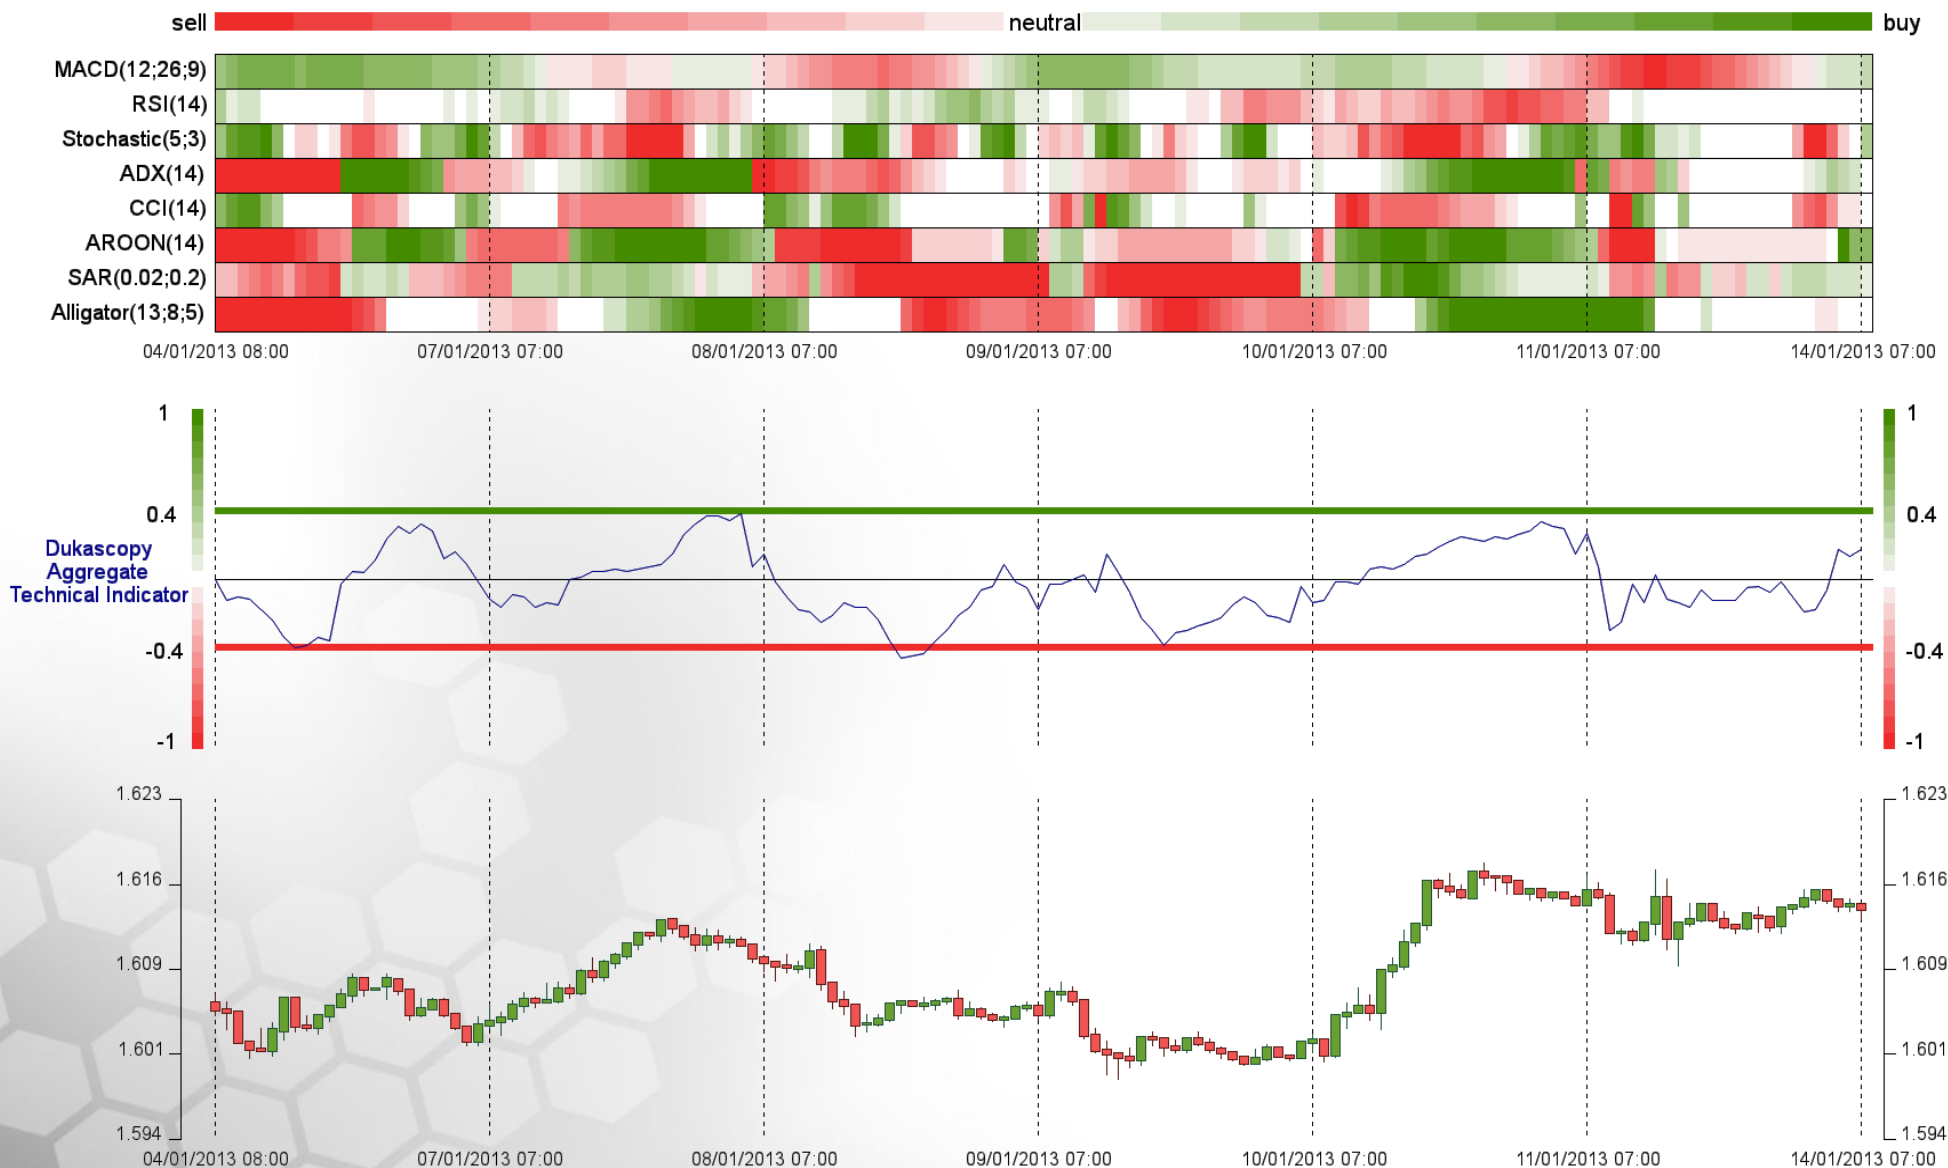 sell neutral buy
MACD(12;26;9)
RSI(14)
Stochastic(5;3)
ADX(14)
CCI(14)
AROON(14)
SAR(0.02;0.2)
Alligator(13;8;5)
04/01/2013 08:00 07/01/2013 07:00 08/01/2013 07:00 09/01/2013 07:00 10/01/2013 07:00 11/01/2013 07:00 14/01/2013 07:00
1 1
0.4 0.4
Dukascopy
Aggregate
Technical Indicator
-0.4 -0.4
-1 -1
1.623 1.623
1.616 1.616
1.609 1.609
1.601 1.601
1.594 1.594
04/01/2013 08:00 07/01/2013 07:00 08/01/2013 07:00 09/01/2013 07:00 10/01/2013 07:00 11/01/2013 07:00 14/01/2013 07:00